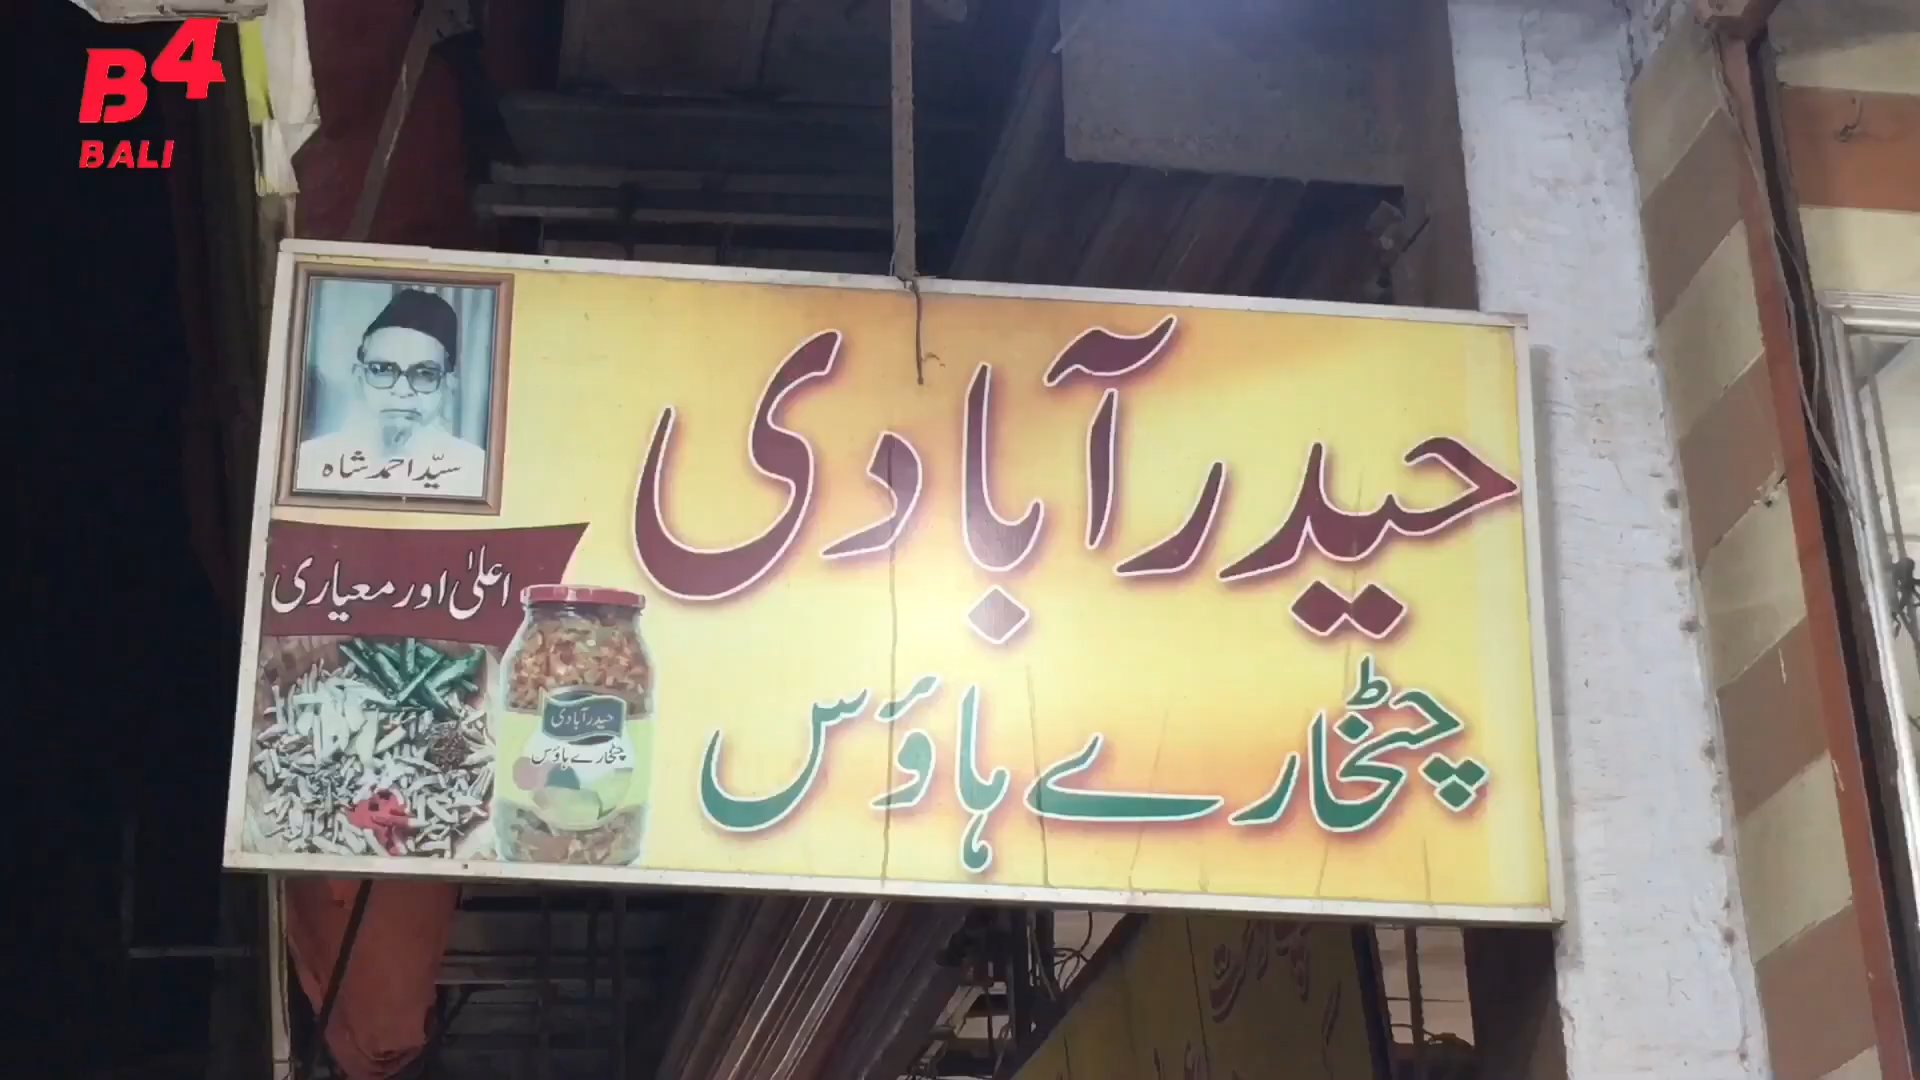 B4
BALI
حیدرآبادی
چٹخارے ہاؤس
سیّد احمد شاہ
اعلیٰ اور معیاری
حیدرآبادی
چٹخارے ہاؤس